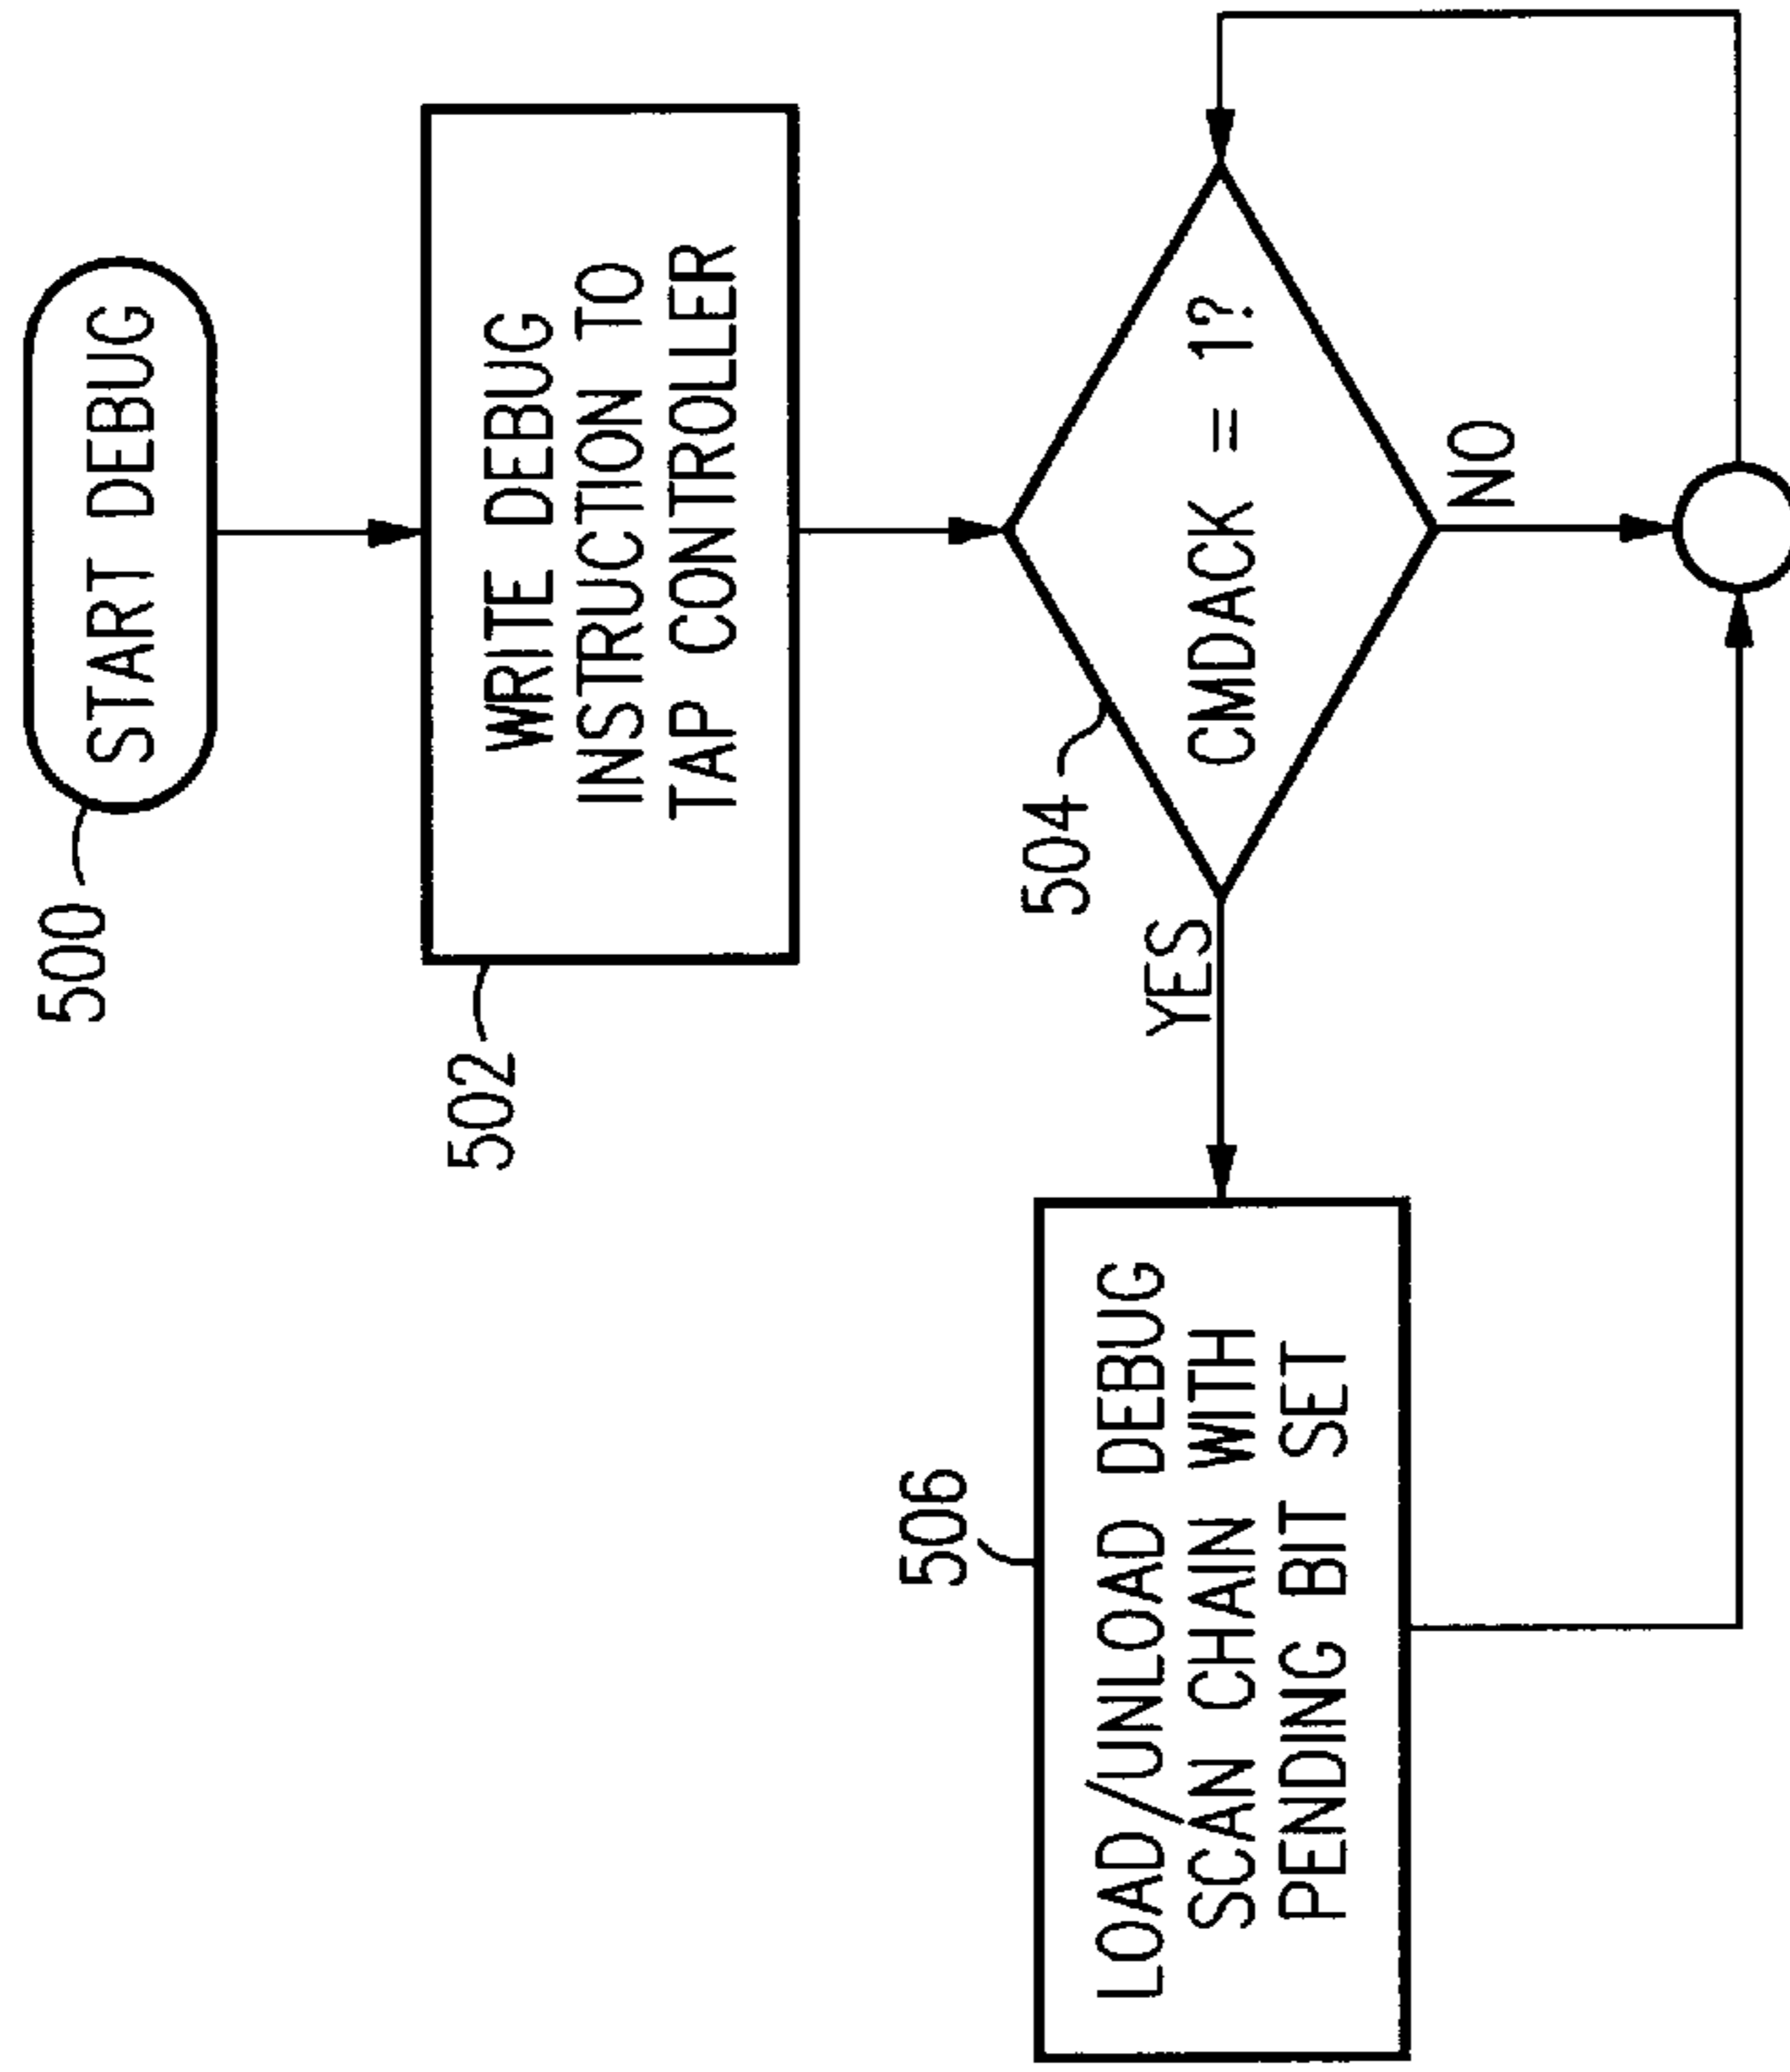 500
START DEBUG
502
WRITE DEBUG
INSTRUCTION TO
TAP CONTROLLER
504
CMDACK = 1?
YES
NO
506
LOAD/UNLOAD DEBUG
SCAN CHAIN WITH
PENDING BIT SET